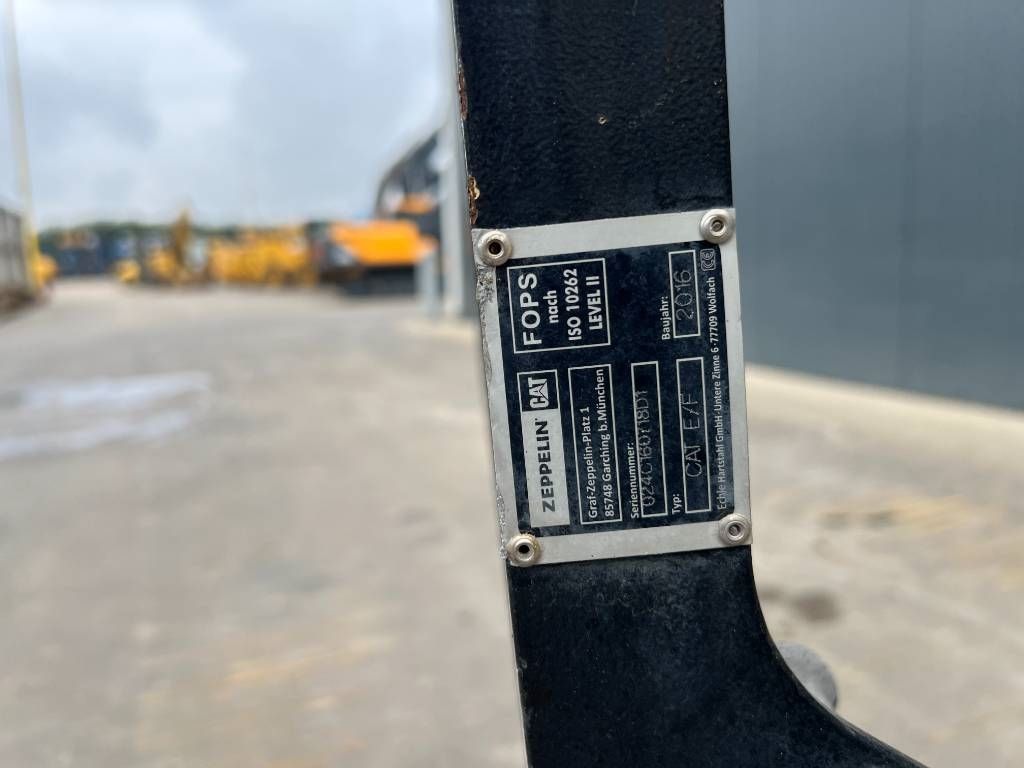 FOPS
nach
ISO 10262
LEVEL II
Baujahr:
2016
ZEPPELIN CAT
Graf-Zeppelin-Platz 1
85748 Garching b.München
Seriennummer:
024C160718D1
Typ:
CAT E/F
Echle Hartstahl GmbH·Untere Zinne 6·77709 Wolfach